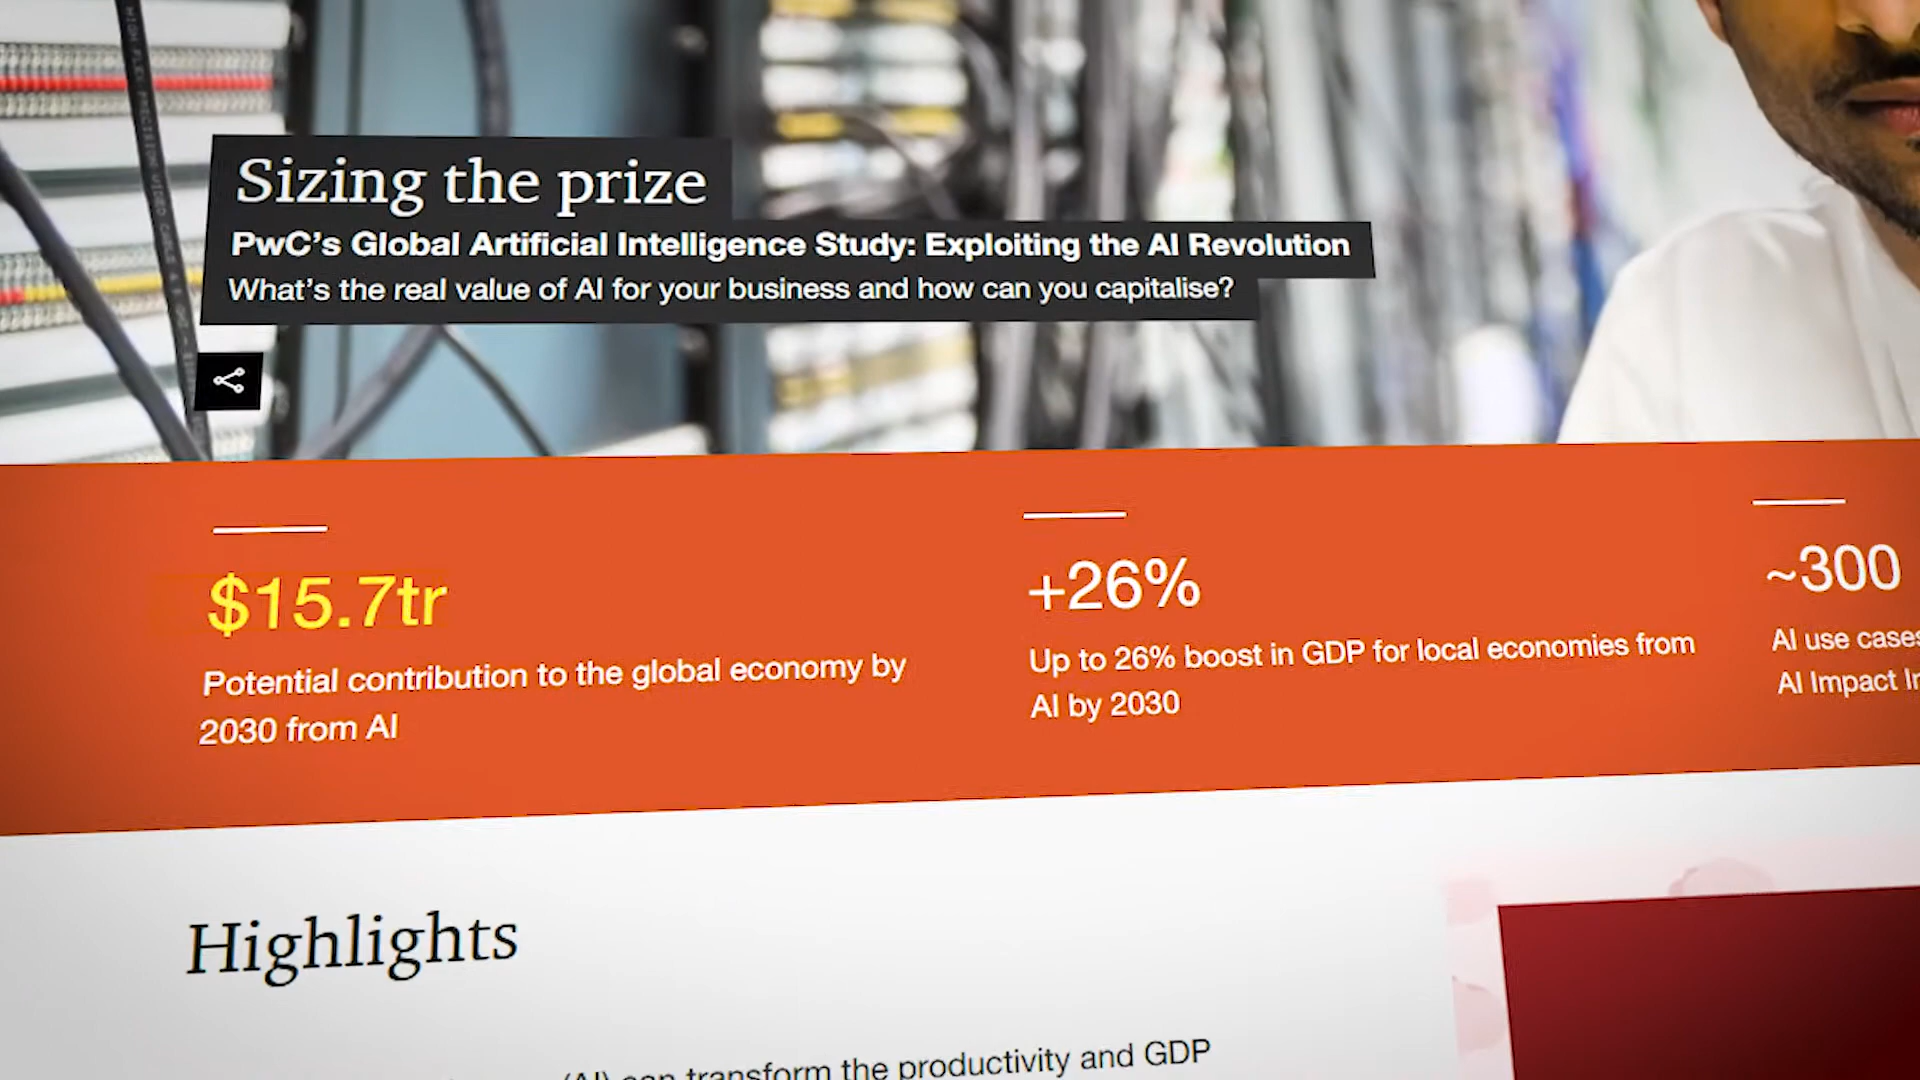 Sizing the prize
PwC's Global Artificial Intelligence Study: Exploiting the AI Revolution
What's the real value of AI for your business and how can you capitalise?
$15.7tr
Potential contribution to the global economy by
2030 from AI
+26%
Up to 26% boost in GDP for local economies from
AI by 2030
~300
AI use cases
AI Impact
Highlights
(AI) can transform the productivity and GDP